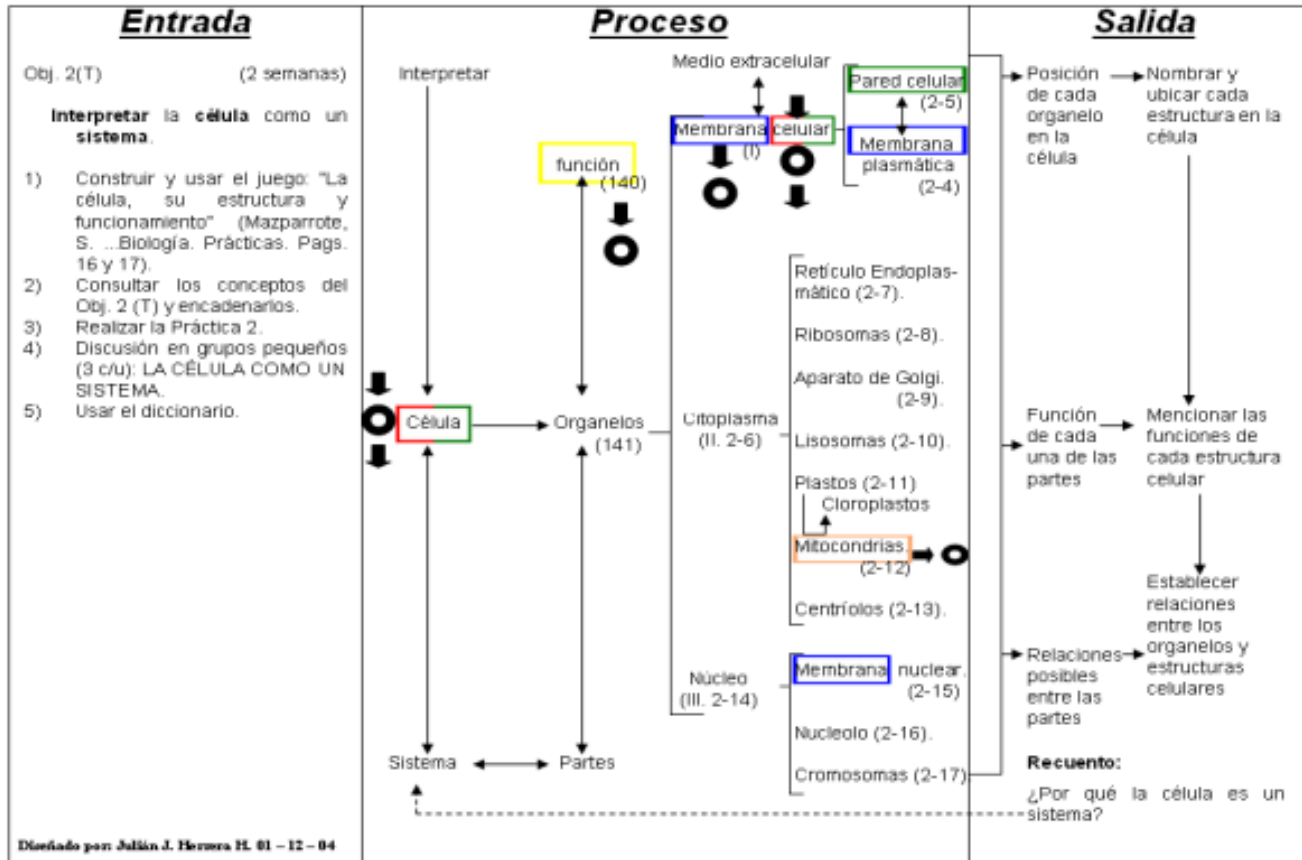 Entrada
Obj. 2(T) (2 semanas)
Interpretar la célula como un
sistema.
1) Construir y usar el juego: "La
célula, su estructura y
funcionamiento" (Mazparrote,
S. ...Biología. Prácticas. Pags.
16 y 17).
2) Consultar los conceptos del
Obj. 2 (T) y encadenarlos.
3) Realizar la Práctica 2.
4) Discusión en grupos pequeños
(3 c/u): LA CÉLULA COMO UN
SISTEMA.
5) Usar el diccionario.
Diseñado por: Julián J. Herrera H. 01 – 12 – 04
Proceso
Interpretar
función
(140)
Célula
Organelos
(141)
Sistema
Partes
Medio extracelular
Membrana celular
(I)
Pared celular
(2-5)
Membrana
plasmática
(2-4)
Citoplasma
(II. 2-6)
Retículo Endoplas-
mático (2-7).
Ribosomas (2-8).
Aparato de Golgi.
(2-9).
Lisosomas (2-10).
Plastos (2-11)
Cloroplastos
Mitocondrias.
(2-12)
Centríolos (2-13).
Núcleo
(III. 2-14)
Membrana nuclear.
(2-15)
Nucleolo (2-16).
Cromosomas (2-17)
Salida
Posición
de cada
organelo
en la
célula
Nombrar y
ubicar cada
estructura en la
célula
Función
de cada
una de las
partes
Mencionar las
funciones de
cada estructura
celular
Relaciones
posibles
entre las
partes
Establecer
relaciones
entre los
organelos y
estructuras
celulares
Recuento:
¿Por qué la célula es un
sistema?